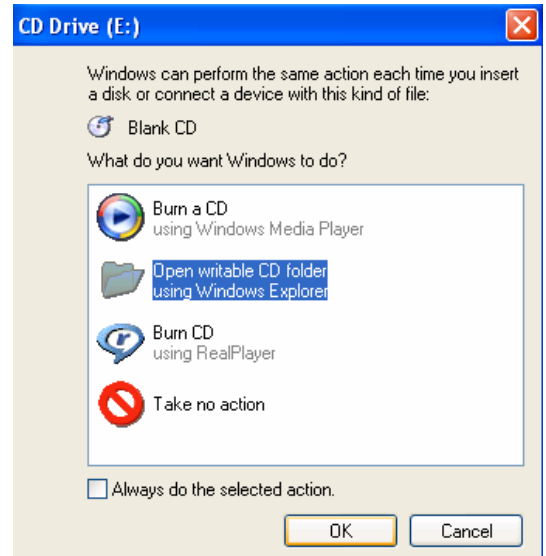 CD Drive (E:)
Windows can perform the same action each time you insert
a disk or connect a device with this kind of file:
Blank CD
What do you want Windows to do?
Burn a CD
using Windows Media Player
Open writable CD folder
using Windows Explorer
Burn CD
using RealPlayer
Take no action
Always do the selected action.
OK Cancel